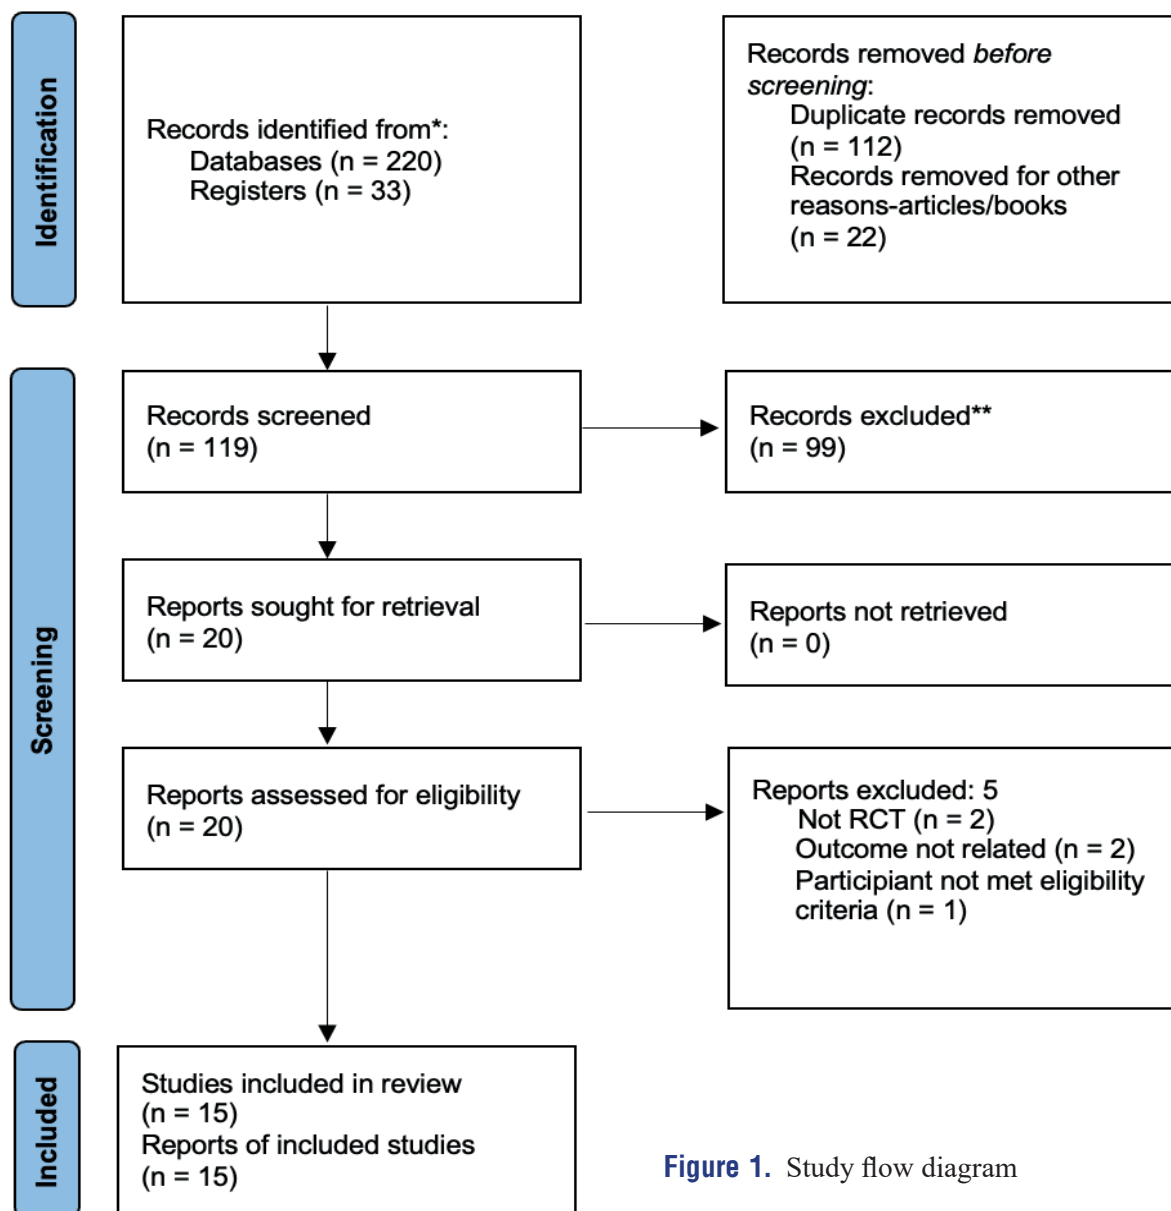 Identification
Records identified from*:
Databases (n = 220)
Registers (n = 33)
Records removed before
screening:
Duplicate records removed
(n = 112)
Records removed for other
reasons-articles/books
(n = 22)
Screening
Records screened
(n = 119)
Records excluded**
(n = 99)
Reports sought for retrieval
(n = 20)
Reports not retrieved
(n = 0)
Reports assessed for eligibility
(n = 20)
Reports excluded: 5
Not RCT (n = 2)
Outcome not related (n = 2)
Participiant not met eligibility
criteria (n = 1)
Included
Studies included in review
(n = 15)
Reports of included studies
(n = 15)
Figure 1. Study flow diagram